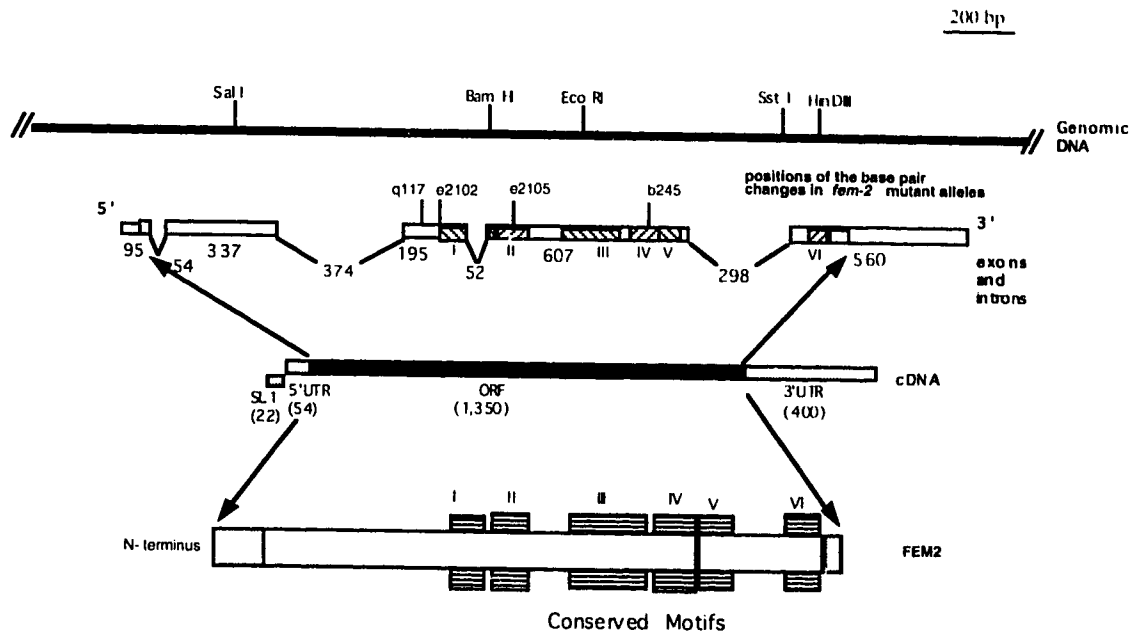 200 bp
Sal I
Bam HI
Eco RI
Sst I
HinDIII
Genomic
DNA
positions of the base pair
changes in fem-2 mutant alleles
q117
e2102
e2105
b245
5'
3'
95
54
337
374
195
I
52
II
607
III
IV
V
298
VI
560
exons
and
introns
cDNA
SL1
(22)
5'UTR
(54)
ORF
(1,350)
3'UTR
(400)
I
II
III
IV
V
VI
N-terminus
FEM2
Conserved Motifs